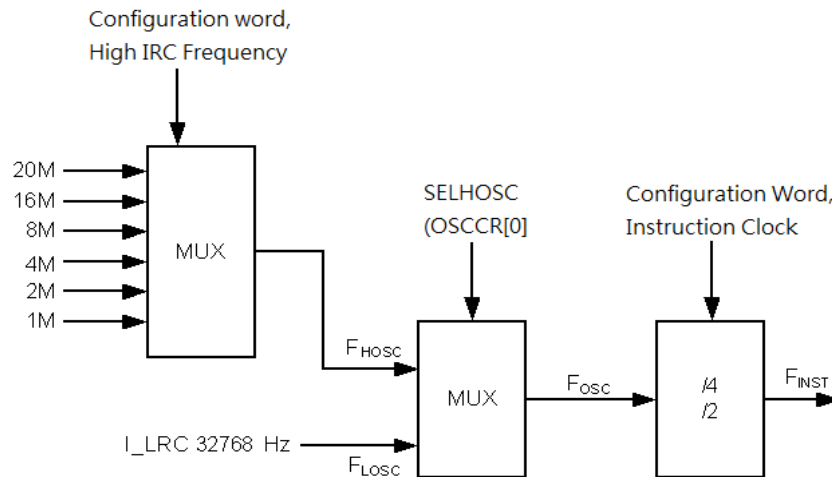 Configuration word,
High IRC Frequency
20M
16M
8M
4M
2M
1M
MUX
SELHOSC
(OSCCR[0]
Configuration Word,
Instruction Clock
FHOSC
MUX
FOSC
/4
/2
FINST
I_LRC 32768 Hz
FLOSC